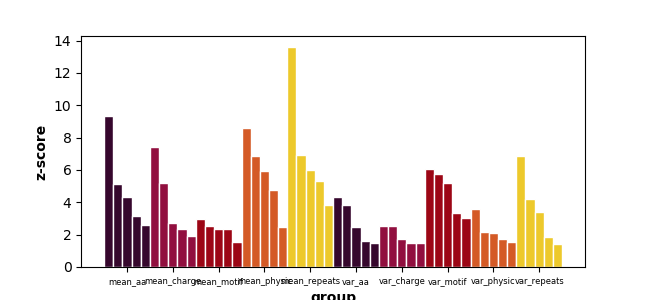 14
12
10
8
6
4
2
0
z-score
mean_aa mean_charge mean_motif mean_physic mean_repeats var_aa var_charge var_motif var_physic var_repeats
group